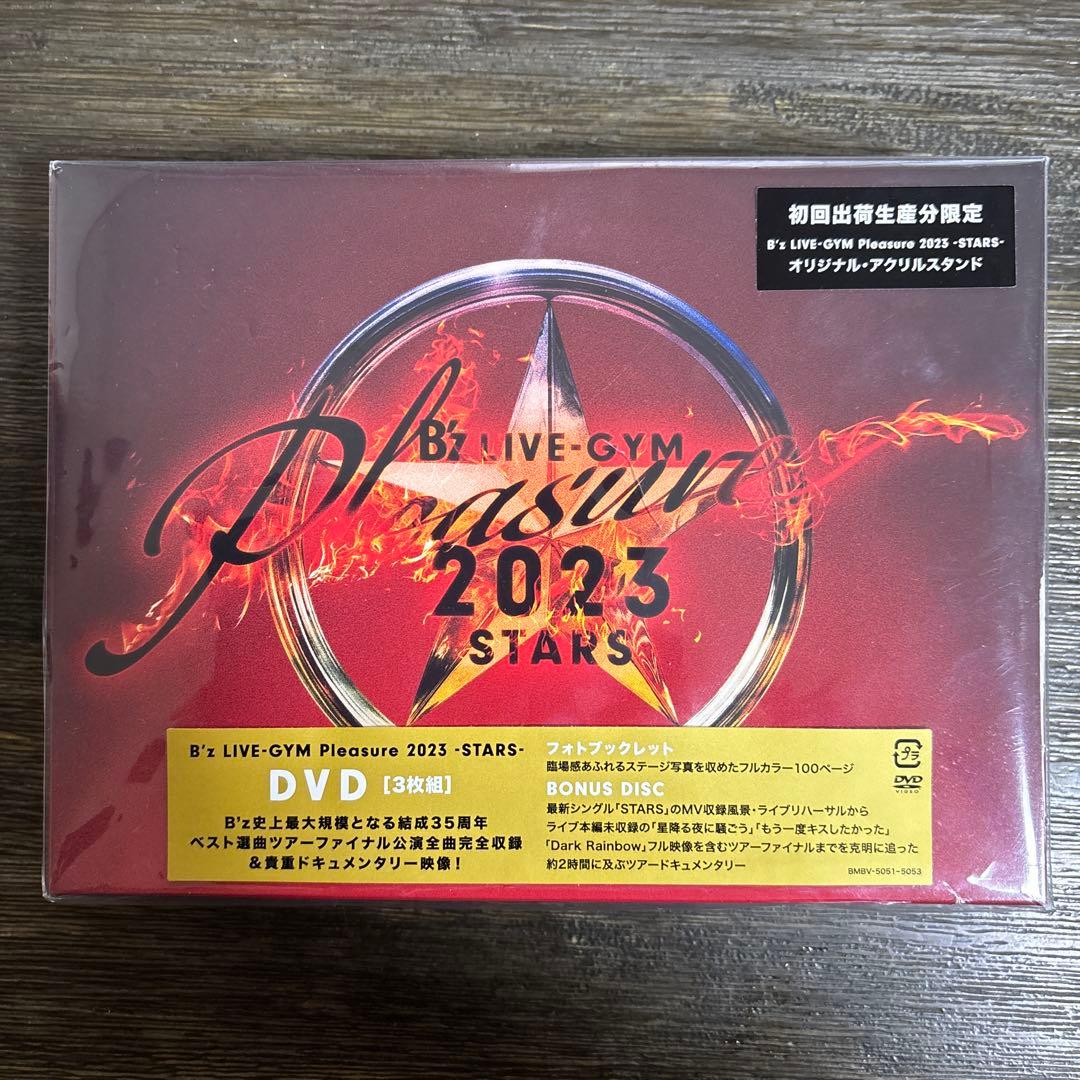 初回出荷生産分限定
B'z LIVE-GYM Pleasure 2023 -STARS-
オリジナル・アクリルスタンド
B'z LIVE-GYM
Pleasure
2023
STARS
B'z LIVE-GYM Pleasure 2023 -STARS-
DVD [3枚組]
B'z史上最大規模となる結成35周年
ベスト選曲ツアーファイナル公演全曲完全収録
&貴重ドキュメンタリー映像!
フォトブックレット
臨場感あふれるステージ写真を収めたフルカラー100ページ
BONUS DISC
最新シングル「STARS」のMV収録風景・ライブリハーサルから
ライブ本編未収録の「星降る夜に騒ごう」「もう一度キスしたかった」
「Dark Rainbow」フル映像を含むツアーファイナルまでを克明に追った
約2時間に及ぶツアードキュメンタリー
プラ
DVD
VIDEO
BMBV-5051~5053